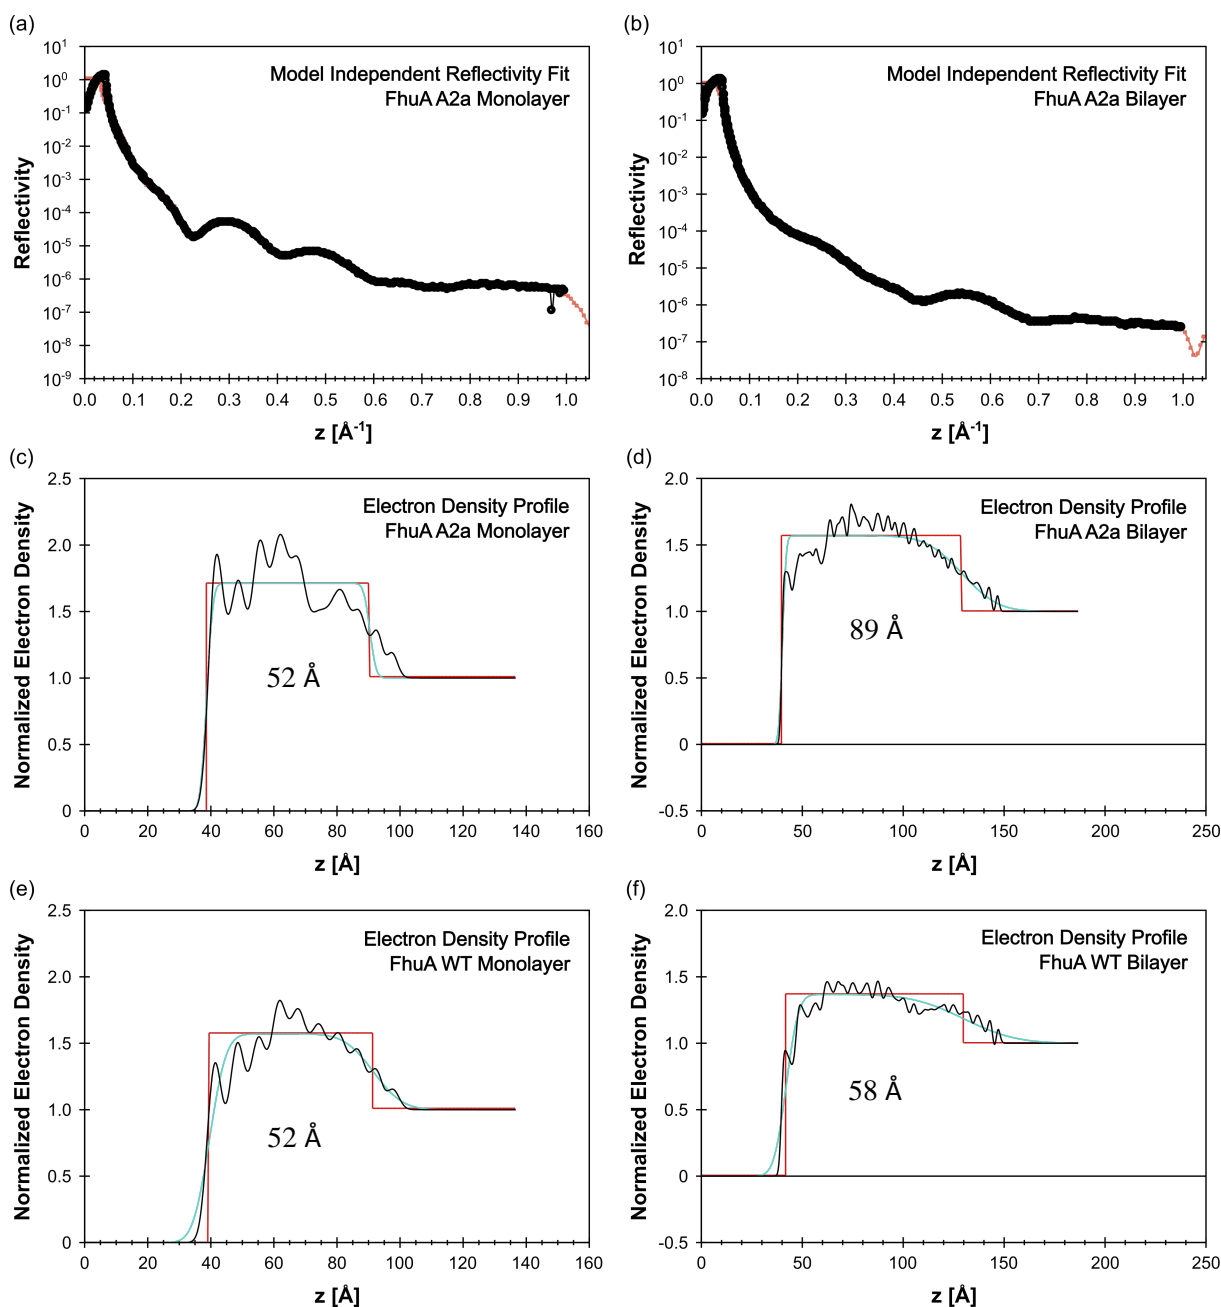 (a)
Model Independent Reflectivity Fit
FhuA A2a Monolayer
Reflectivity
10^1
10^0
10^-1
10^-2
10^-3
10^-4
10^-5
10^-6
10^-7
10^-8
10^-9
0.0 0.2 0.3 0.4 0.5 0.6 0.7 0.8 0.9 1.0
z [Å^-1]
(b)
Model Independent Reflectivity Fit
FhuA A2a Bilayer
Reflectivity
10^1
10^0
10^-1
10^-2
10^-3
10^-4
10^-5
10^-6
10^-7
10^-8
0.0 0.1 0.2 0.3 0.4 0.5 0.6 0.7 0.8 0.9 1.0
z [Å^-1]
(c)
Electron Density Profile
FhuA A2a Monolayer
Normalized Electron Density
2.5
2.0
1.5
1.0
0.5
0
52 Å
0 20 40 60 80 100 120 140 160
z [Å]
(d)
Electron Density Profile
FhuA A2a Bilayer
Normalized Electron Density
2.0
1.5
1.0
0.5
0
-0.5
89 Å
0 50 100 150 200 250
z [Å]
(e)
Electron Density Profile
FhuA WT Monolayer
Normalized Electron Density
2.5
2.0
1.5
1.0
0.5
0
52 Å
0 20 40 60 80 100 120 140 160
z [Å]
(f)
Electron Density Profile
FhuA WT Bilayer
Normalized Electron Density
2.0
1.5
1.0
0.5
0
-0.5
58 Å
0 50 100 150 200 250
z [Å]